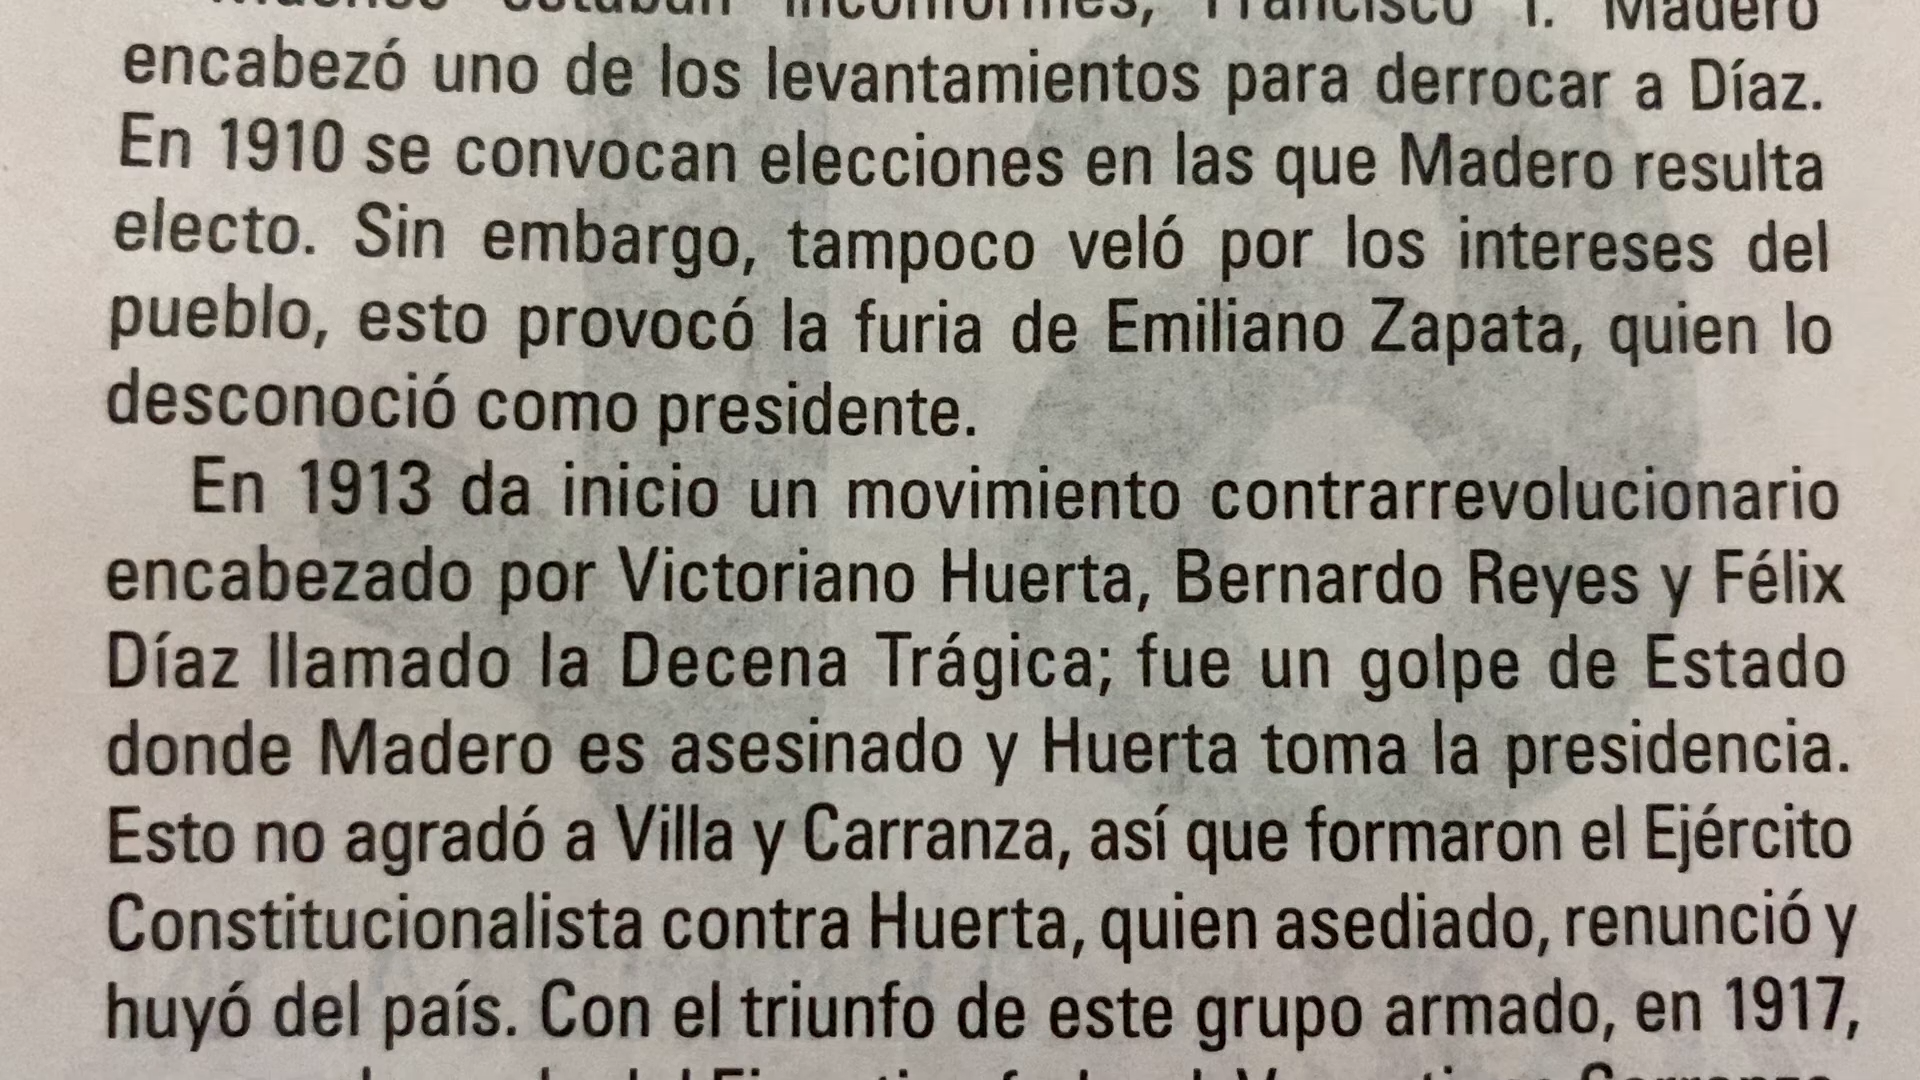 estaban inconformes, Francisco I. Madero
encabezó uno de los levantamientos para derrocar a Díaz.
En 1910 se convocan elecciones en las que Madero resulta
electo. Sin embargo, tampoco veló por los intereses del
pueblo, esto provocó la furia de Emiliano Zapata, quien lo
desconoció como presidente.
En 1913 da inicio un movimiento contrarrevolucionario
encabezado por Victoriano Huerta, Bernardo Reyes y Félix
Díaz llamado la Decena Trágica; fue un golpe de Estado
donde Madero es asesinado y Huerta toma la presidencia.
Esto no agradó a Villa y Carranza, así que formaron el Ejército
Constitucionalista contra Huerta, quien asediado, renunció y
huyó del país. Con el triunfo de este grupo armado, en 1917,